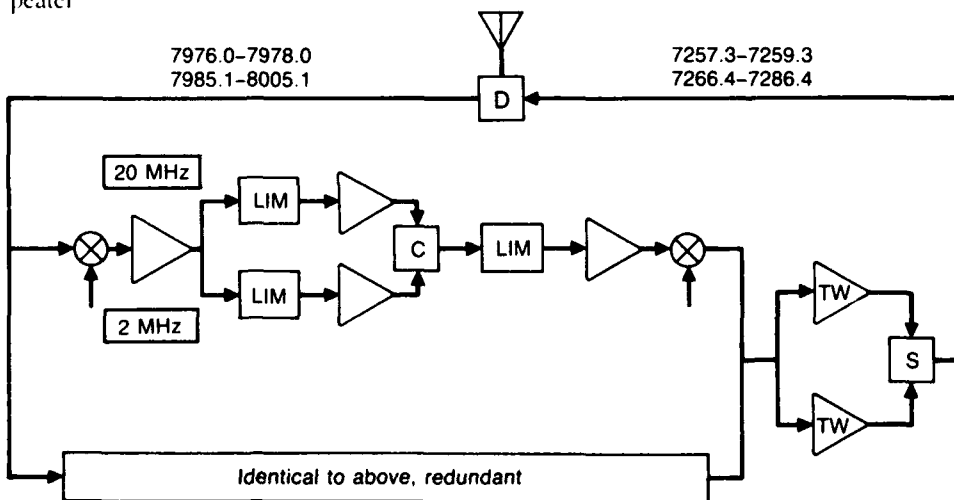 7976.0–7978.0
7985.1–8005.1
7257.3–7259.3
7266.4–7286.4
D
20 MHz
LIM
C
LIM
LIM
2 MHz
TW
S
TW
Identical to above, redundant